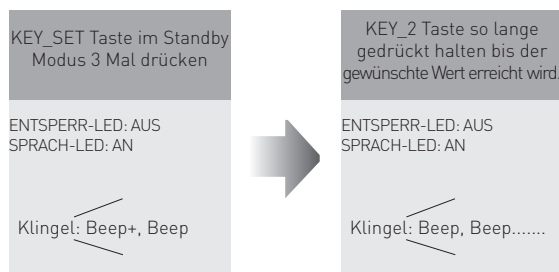 KEY_SET Taste im Standby
Modus 3 Mal drücken
ENTSPERR-LED: AUS
SPRACH-LED: AN
Klingel: Beep+, Beep
KEY_2 Taste so lange
gedrückt halten bis der
gewünschte Wert erreicht wird.
ENTSPERR-LED: AUS
SPRACH-LED: AN
Klingel: Beep, Beep.......